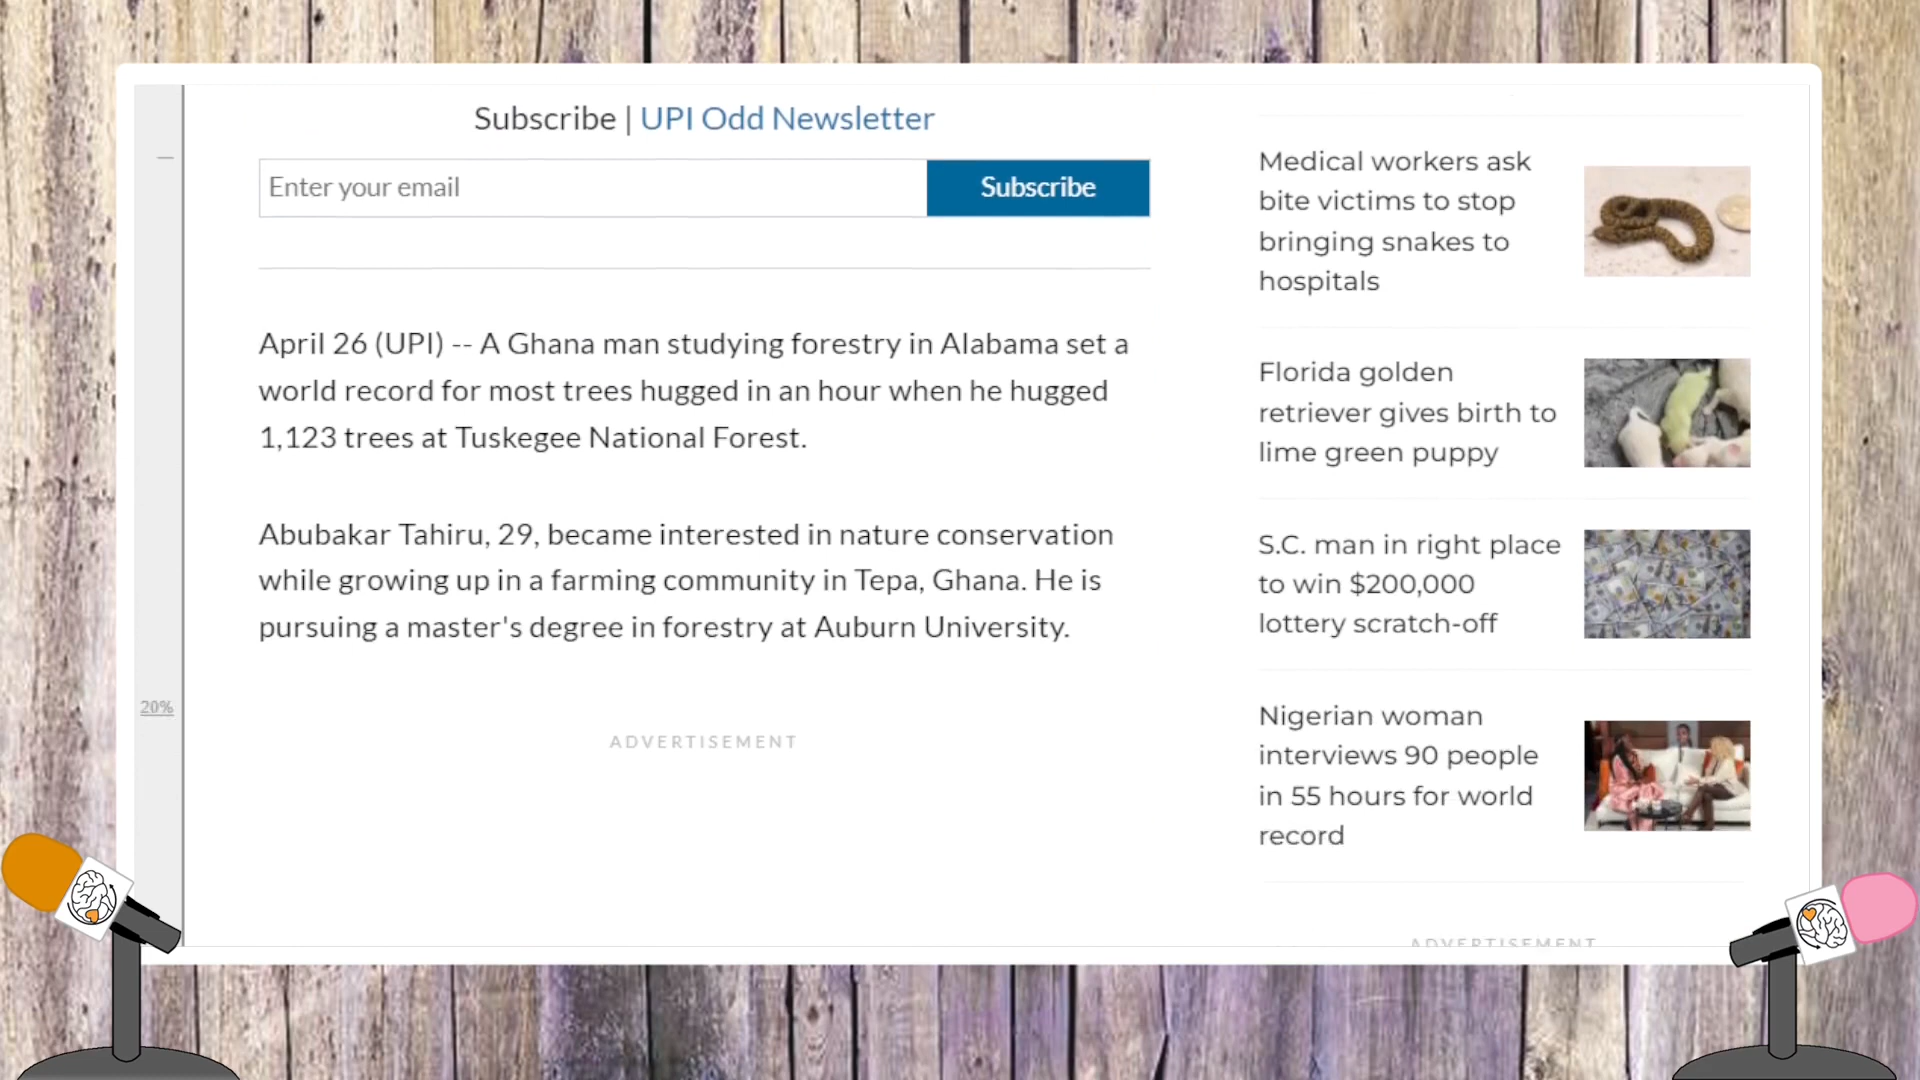 Subscribe | UPI Odd Newsletter
Enter your email
Subscribe
April 26 (UPI) -- A Ghana man studying forestry in Alabama set a
world record for most trees hugged in an hour when he hugged
1,123 trees at Tuskegee National Forest.
Abubakar Tahiru, 29, became interested in nature conservation
while growing up in a farming community in Tepa, Ghana. He is
pursuing a master's degree in forestry at Auburn University.
20%
ADVERTISEMENT
Medical workers ask
bite victims to stop
bringing snakes to
hospitals
Florida golden
retriever gives birth to
lime green puppy
S.C. man in right place
to win $200,000
lottery scratch-off
Nigerian woman
interviews 90 people
in 55 hours for world
record
ADVERTISEMENT